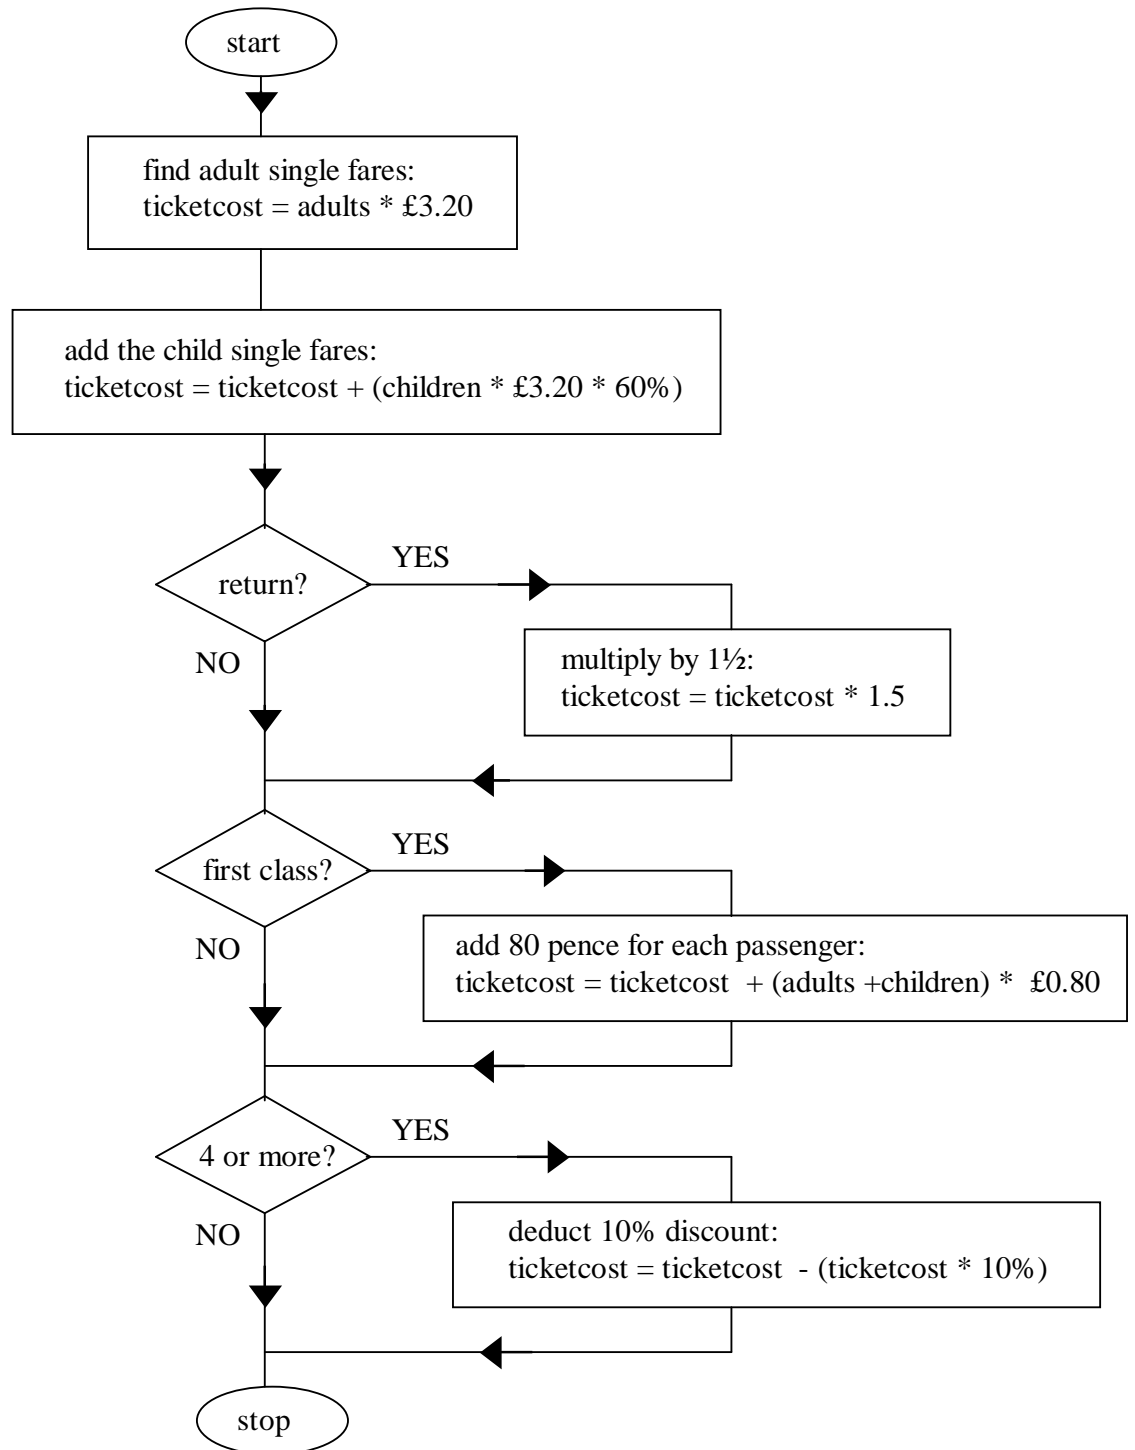 start
find adult single fares:
ticketcost = adults * £3.20
add the child single fares:
ticketcost = ticketcost + (children * £3.20 * 60%)
return?
YES
NO
multiply by 1½:
ticketcost = ticketcost * 1.5
first class?
YES
NO
add 80 pence for each passenger:
ticketcost = ticketcost + (adults +children) * £0.80
4 or more?
YES
NO
deduct 10% discount:
ticketcost = ticketcost - (ticketcost * 10%)
stop